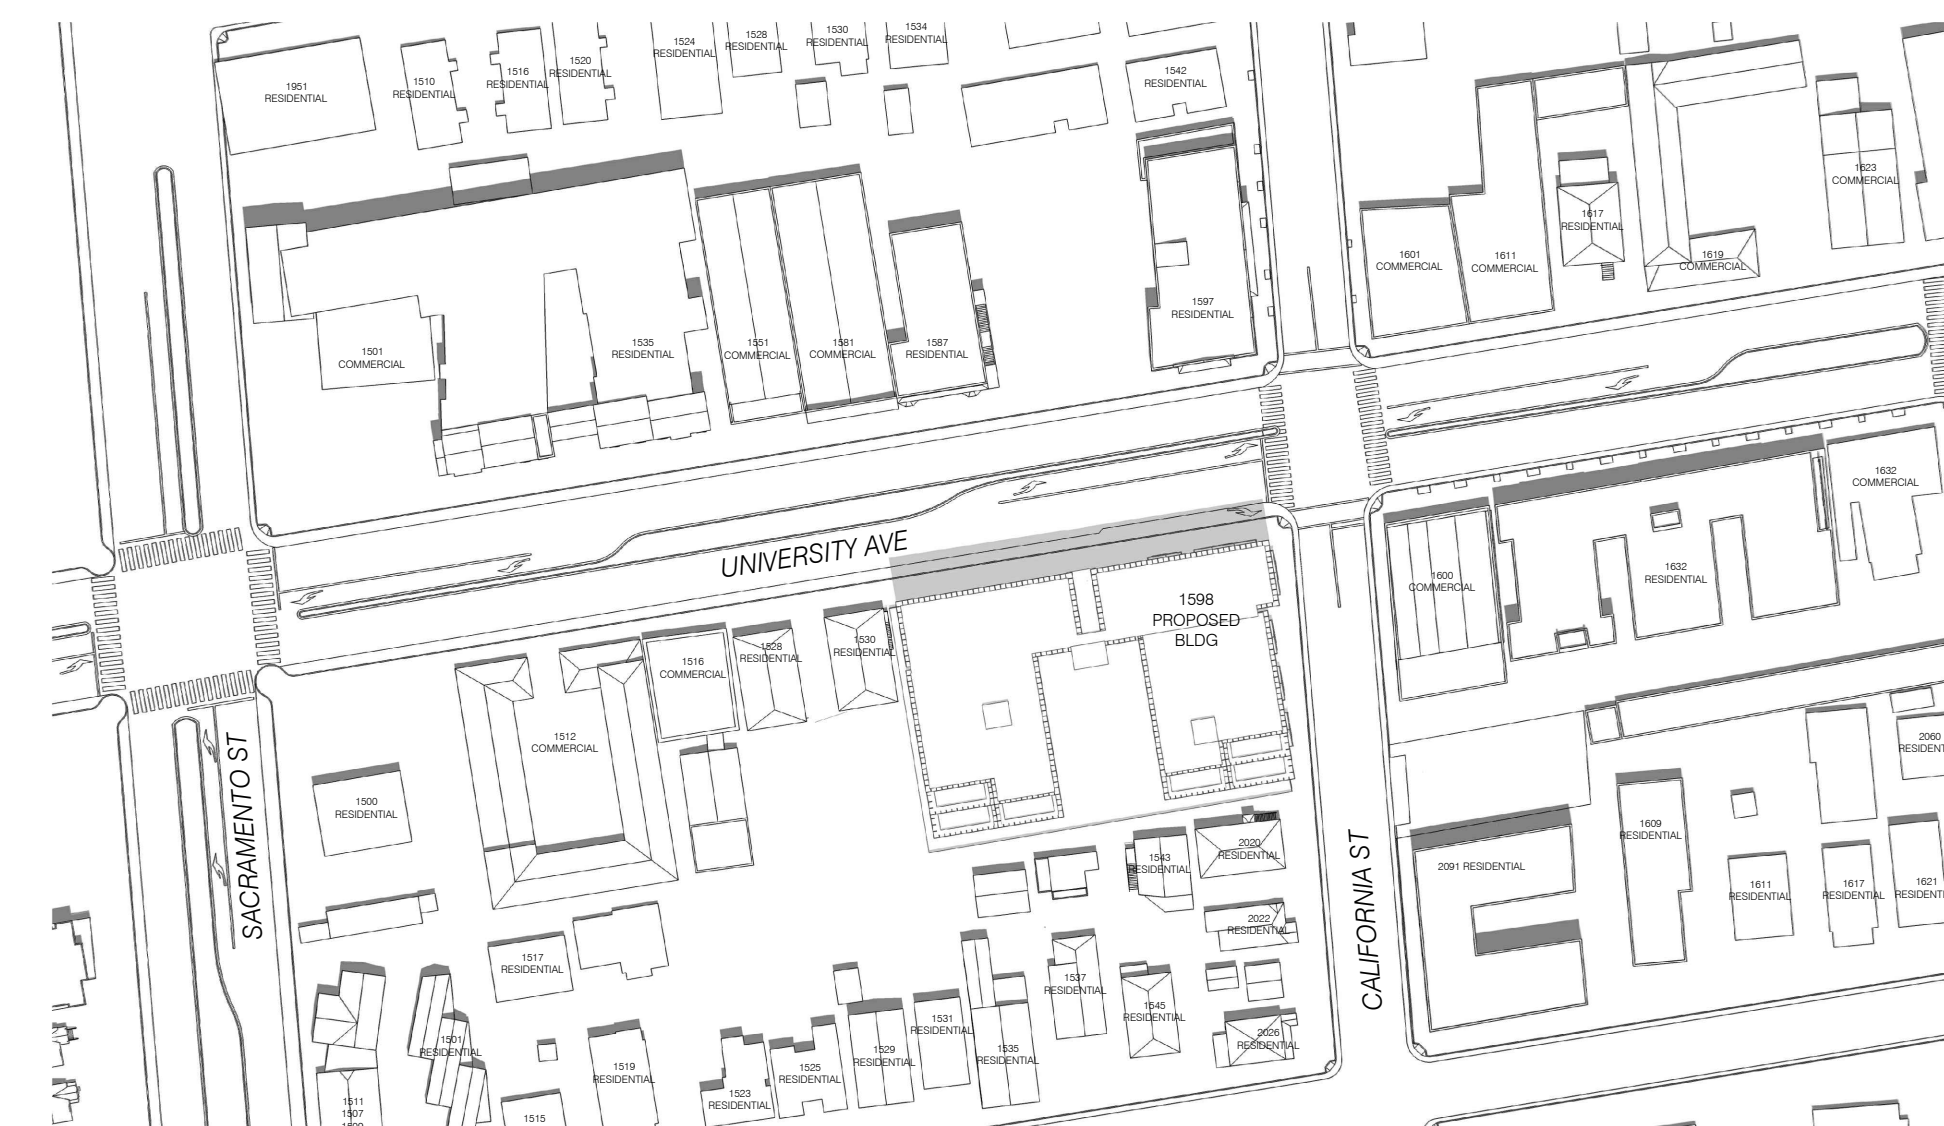 1534
RESIDENTIAL
1530
RESIDENTIAL
1528
RESIDENTIAL
1524
RESIDENTIAL
1520
RESIDENTIAL
1516
RESIDENTIAL
1510
RESIDENTIAL
1951
RESIDENTIAL
1542
RESIDENTIAL
1623
COMMERCIAL
1617
RESIDENTIAL
1601
COMMERCIAL
1611
COMMERCIAL
1619
COMMERCIAL
1597
RESIDENTIAL
1501
COMMERCIAL
1535
RESIDENTIAL
1551
COMMERCIAL
1581
COMMERCIAL
1587
RESIDENTIAL
1632
COMMERCIAL
UNIVERSITY AVE
1600
COMMERCIAL
1632
RESIDENTIAL
1598
PROPOSED
BLDG
1516
COMMERCIAL
1528
RESIDENTIAL
1530
RESIDENTIAL
1512
COMMERCIAL
2060
RESIDENT
SACRAMENTO ST
1500
RESIDENTIAL
1609
RESIDENTIAL
CALIFORNIA ST
1543
RESIDENTIAL
2020
RESIDENTIAL
2091 RESIDENTIAL
1611
RESIDENTIAL
1617
RESIDENTIAL
1621
RESIDENTI
2022
RESIDENTIAL
1517
RESIDENTIAL
1537
RESIDENTIAL
1545
RESIDENTIAL
2026
RESIDENTIAL
1501
RESIDENTIAL
1531
RESIDENTIAL
1529
RESIDENTIAL
1535
RESIDENTIAL
1519
RESIDENTIAL
1525
RESIDENTIAL
1523
RESIDENTIAL
1511
1507
1515